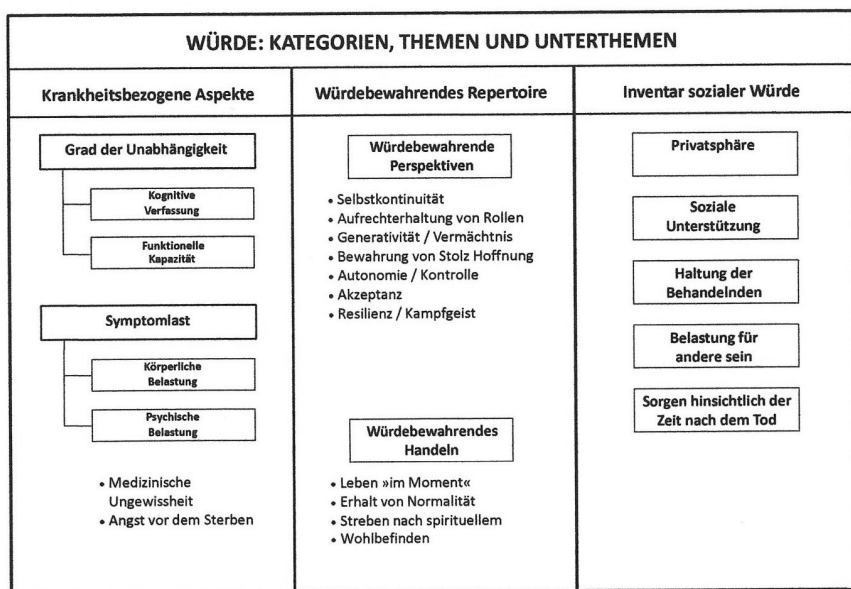 WÜRDE: KATEGORIEN, THEMEN UND UNTERTHEMEN
Krankheitsbezogene Aspekte
Grad der Unabhängigkeit
Kognitive
Verfassung
Funktionelle
Kapazität
Symptomlast
Körperliche
Belastung
Psychische
Belastung
• Medizinische
Ungewissheit
• Angst vor dem Sterben
Würdebewahrendes Repertoire
Würdebewahrende
Perspektiven
• Selbstkontinuität
• Aufrechterhaltung von Rollen
• Generativität / Vermächtnis
• Bewahrung von Stolz Hoffnung
• Autonomie / Kontrolle
• Akzeptanz
• Resilienz / Kampfgeist
Würdebewahrendes
Handeln
• Leben »im Moment«
• Erhalt von Normalität
• Streben nach spirituellem
• Wohlbefinden
Inventar sozialer Würde
Privatsphäre
Soziale
Unterstützung
Haltung der
Behandelnden
Belastung für
andere sein
Sorgen hinsichtlich der
Zeit nach dem Tod